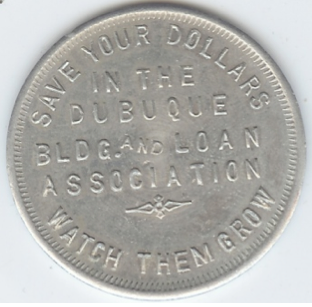 SAVE YOUR DOLLARS
IN THE
DUBUQUE
BLDG. AND LOAN
ASSOCIATION
WATCH THEM GROW